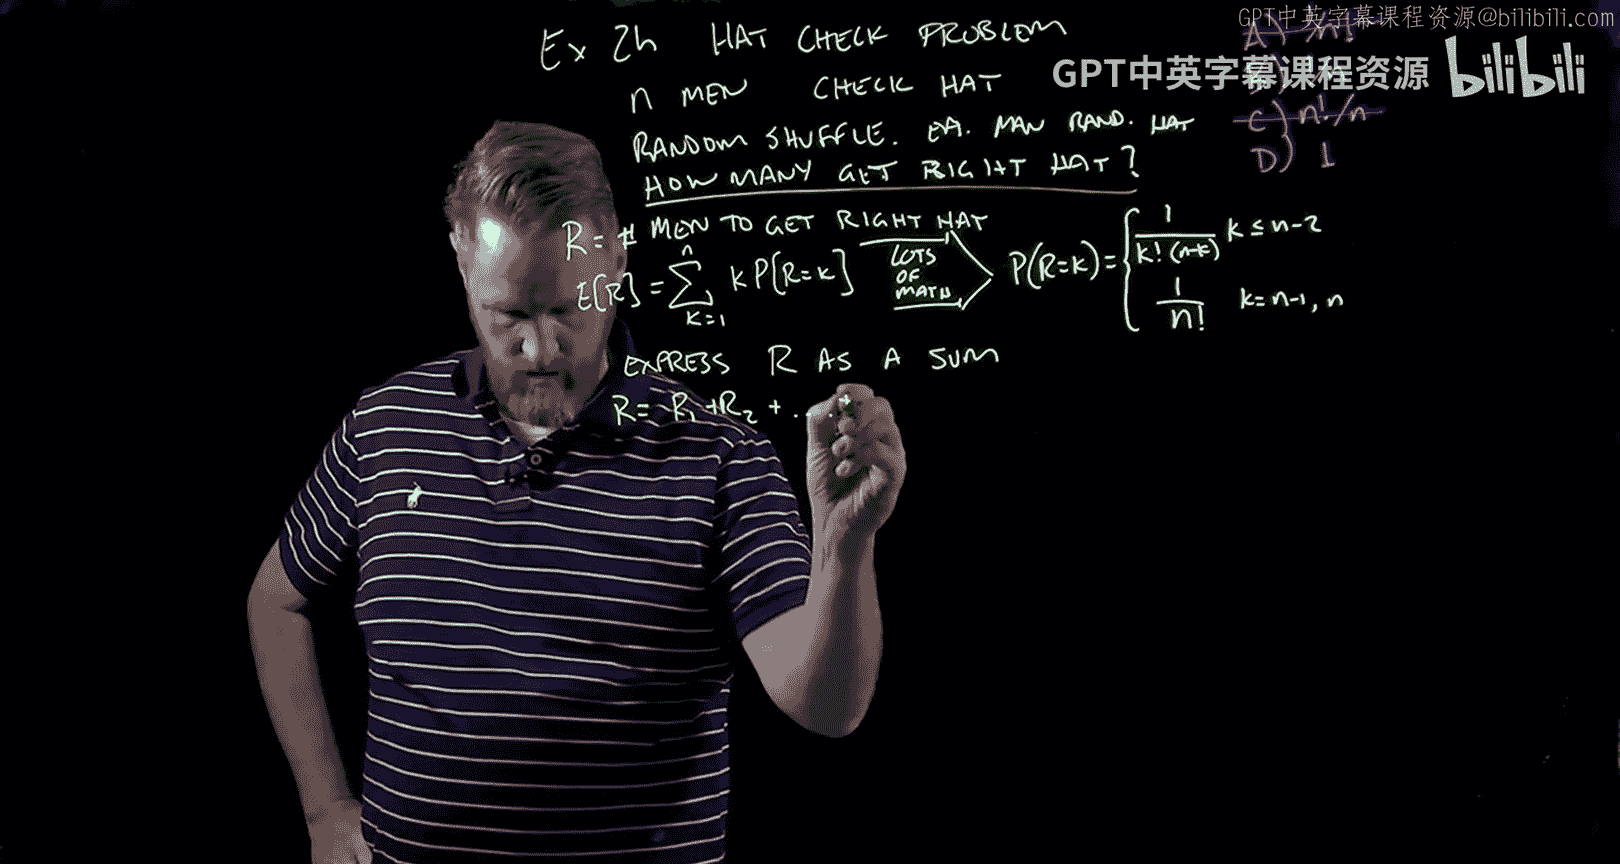 GPT中英字幕课程资源@bilibili.com
GPT中英字幕课程资源 bilibili
Ex 2h HAT CHECK PROBLEM
n MEN CHECK HAT
RANDOM SHUFFLE. EA. MAN RAND. HAT
HOW MANY GET RIGHT HAT?
A) n!
C) n!/n
D) 1
R = # MEN TO GET RIGHT HAT
E[R] = \sum_{k=1}^{n} k P[R=k] LOTS OF MATH P(R=k) = { 1/(k!(n-k)) k ≤ n-2
1/n! k = n-1, n
EXPRESS R AS A SUM
R = R₁ + R₂ + .... +